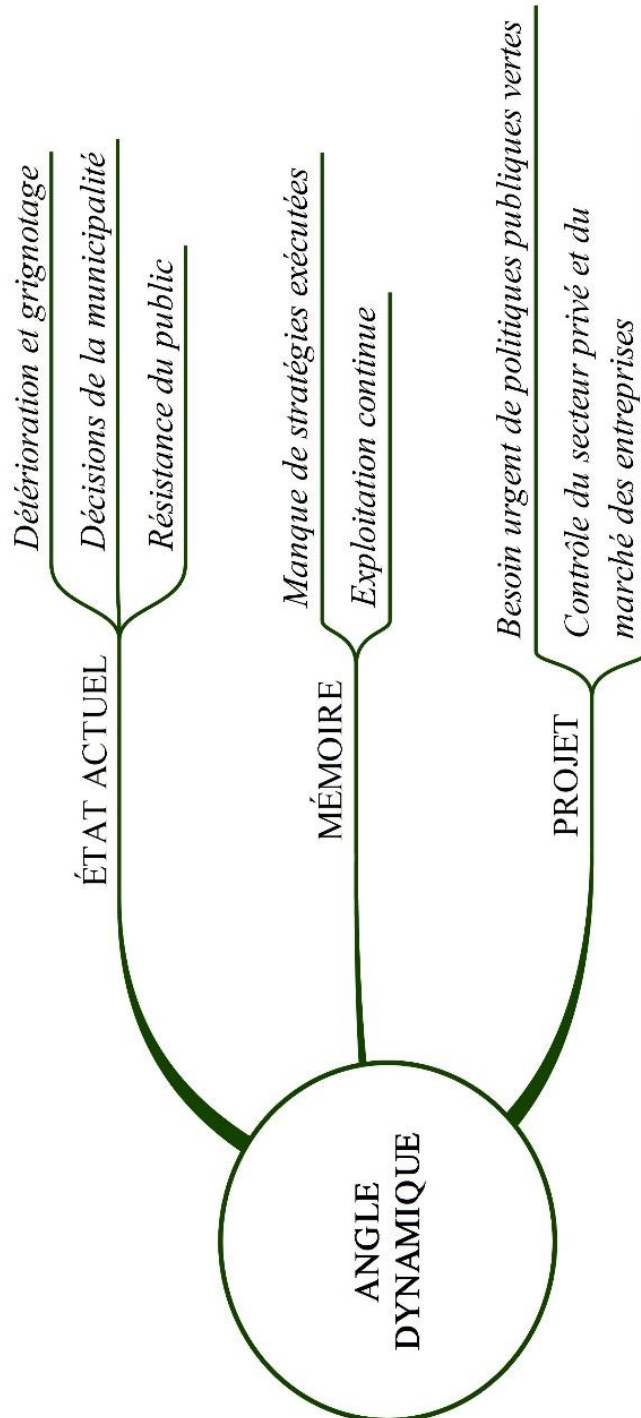 ANGLE
DYNAMIQUE
ÉTAT ACTUEL
Détérioration et grignotage
Décisions de la municipalité
Résistance du public
MÉMOIRE
Manque de stratégies exécutées
Exploitation continue
PROJET
Besoin urgent de politiques publiques vertes
Contrôle du secteur privé et du
marché des entreprises